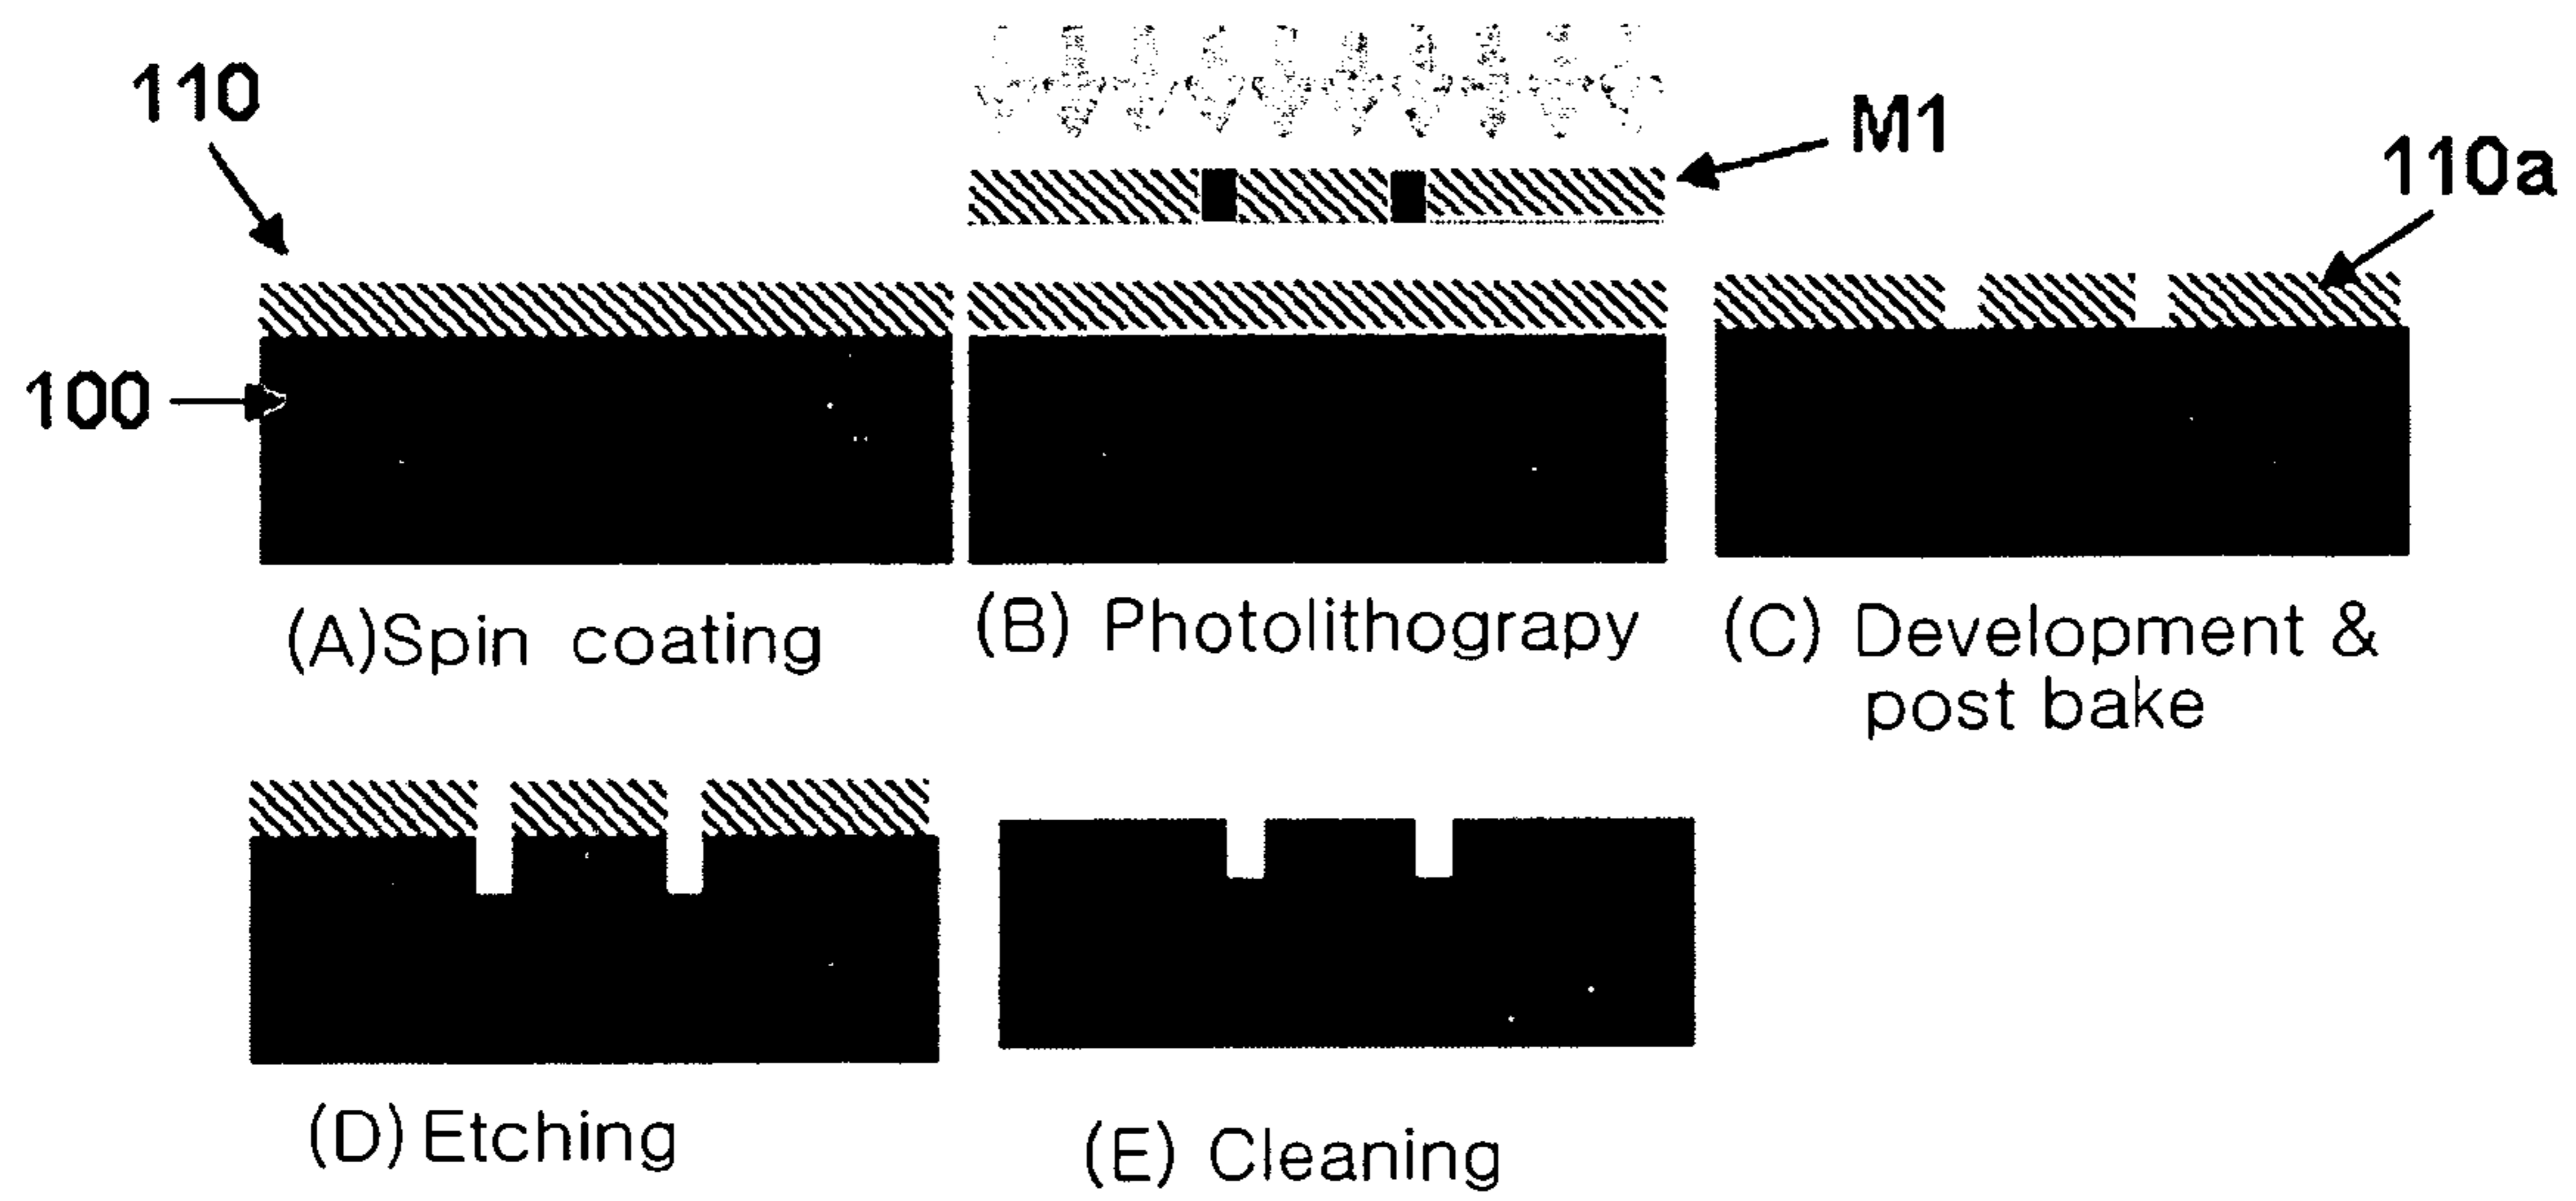 110
M1
110a
100
(A)Spin coating
(B) Photolithograpy
(C) Development &
post bake
(D) Etching
(E) Cleaning